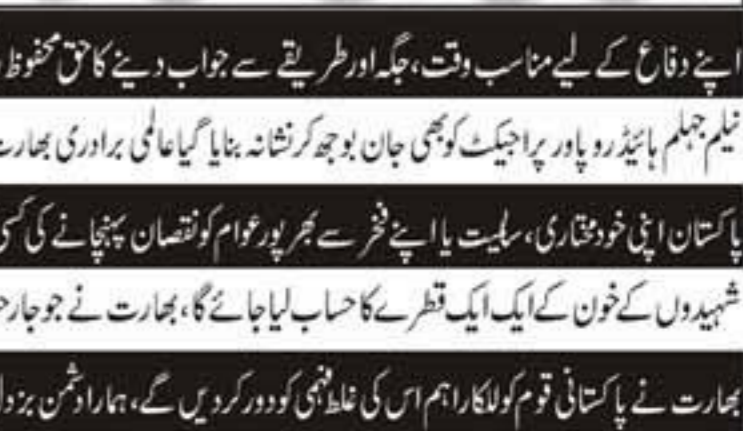 اپنے دفاع کے لیے مناسب وقت، جگہ اور طریقے سے جواب دینے کا حق محفوظ
نیلم جہلم ہائیڈرو پاور پراجیکٹ کو بھی جان بوجھ کر نشانہ بنایا گیا عالمی برادری بھارت
پاکستان اپنی خودمختاری، سالمیت یا اپنے فخر سے بھرپور عوام کو نقصان پہنچانے کی کسی
شہیدوں کے خون کے ایک ایک قطرے کا حساب لیا جائے گا، بھارت نے جو جارح
بھارت نے پاکستانی قوم کو للکارا ہم اس کی غلط فہمی کو دور کر دیں گے، ہمارا دشمن بزدل